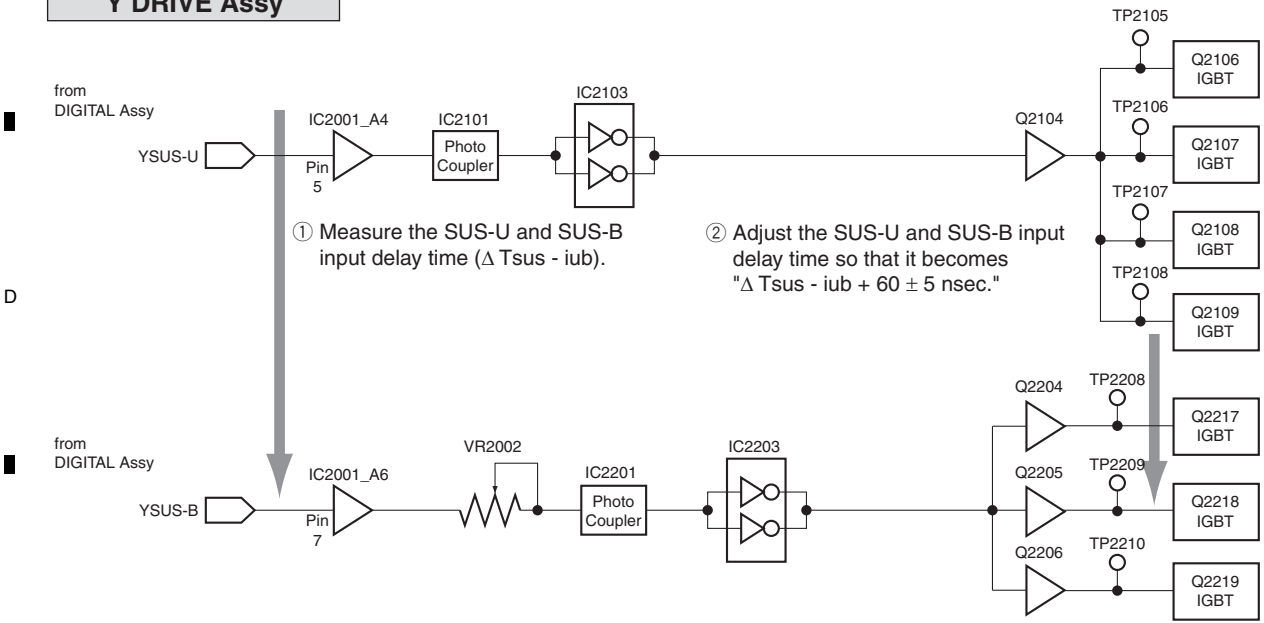 Y DRIVE Assy
TP2105
Q2106
IGBT
from
DIGITAL Assy
IC2103
IC2001_A4
IC2101
TP2106
Q2104
Q2107
IGBT
YSUS-U
Photo
Coupler
Pin
5
TP2107
Q2108
IGBT
① Measure the SUS-U and SUS-B
input delay time (Δ Tsus - iub).
② Adjust the SUS-U and SUS-B input
delay time so that it becomes
"Δ Tsus - iub + 60 ± 5 nsec."
TP2108
D
Q2109
IGBT
Q2204
TP2208
Q2217
IGBT
from
DIGITAL Assy
VR2002
IC2203
IC2001_A6
IC2201
Q2205
TP2209
Q2218
IGBT
YSUS-B
Photo
Coupler
Pin
7
Q2206
TP2210
Q2219
IGBT